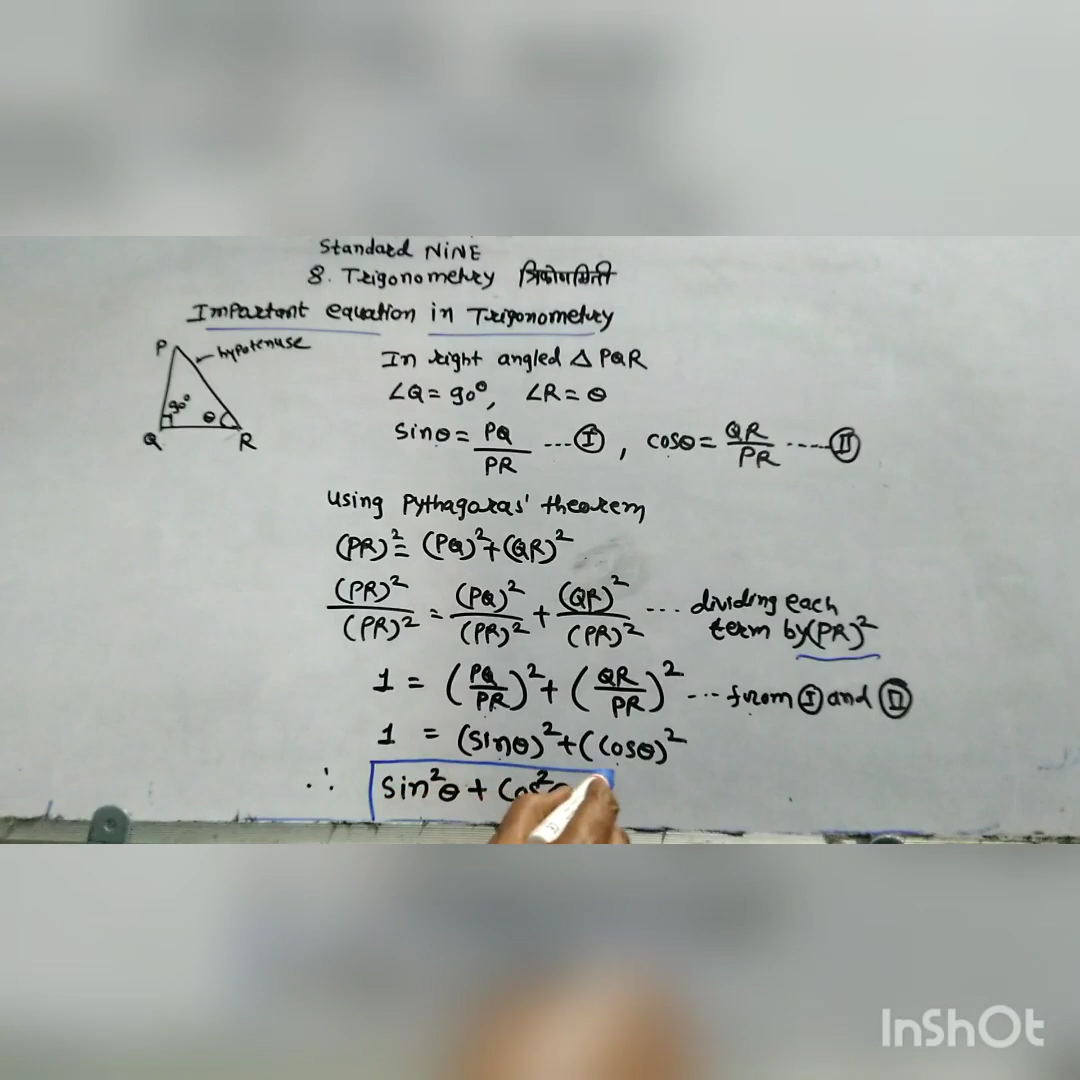 Standard NINE
8. Trigonometry त्रिकोणमिती
Important equation in Trigonometry
P
hypotenuse
90°
θ
Q
R
In right angled △ PQR
∠Q = 90°, ∠R = θ
Sinθ = PQ/PR ---- Ⓘ , cosθ = QR/PR ----- Ⓘ︎Ⓘ
using Pythagoras' theorem
(PR)² = (PQ)² + (QR)²
(PR)²/(PR)² = (PQ)²/(PR)² + (QR)²/(PR)² --- dividing each
term by (PR)²
1 = (PQ/PR)² + (QR/PR)² --- from Ⓘ and Ⓘ︎Ⓘ
1 = (sinθ)² + (cosθ)²
∴ Sin²θ + Cos²
InShOt